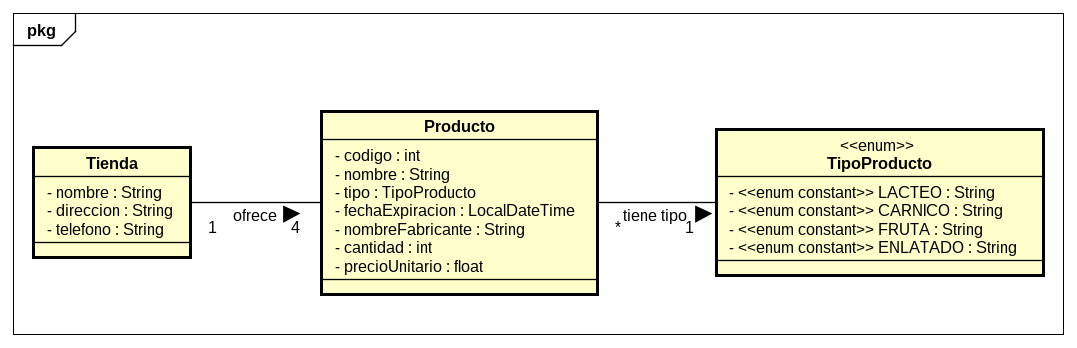 pkg
Tienda
- nombre : String
- direccion : String
- telefono : String
1
ofrece
4
Producto
- codigo : int
- nombre : String
- tipo : TipoProducto
- fechaExpiracion : LocalDateTime
- nombreFabricante : String
- cantidad : int
- precioUnitario : float
*
tiene tipo
1
<<enum>>
TipoProducto
- <<enum constant>> LACTEO : String
- <<enum constant>> CARNICO : String
- <<enum constant>> FRUTA : String
- <<enum constant>> ENLATADO : String